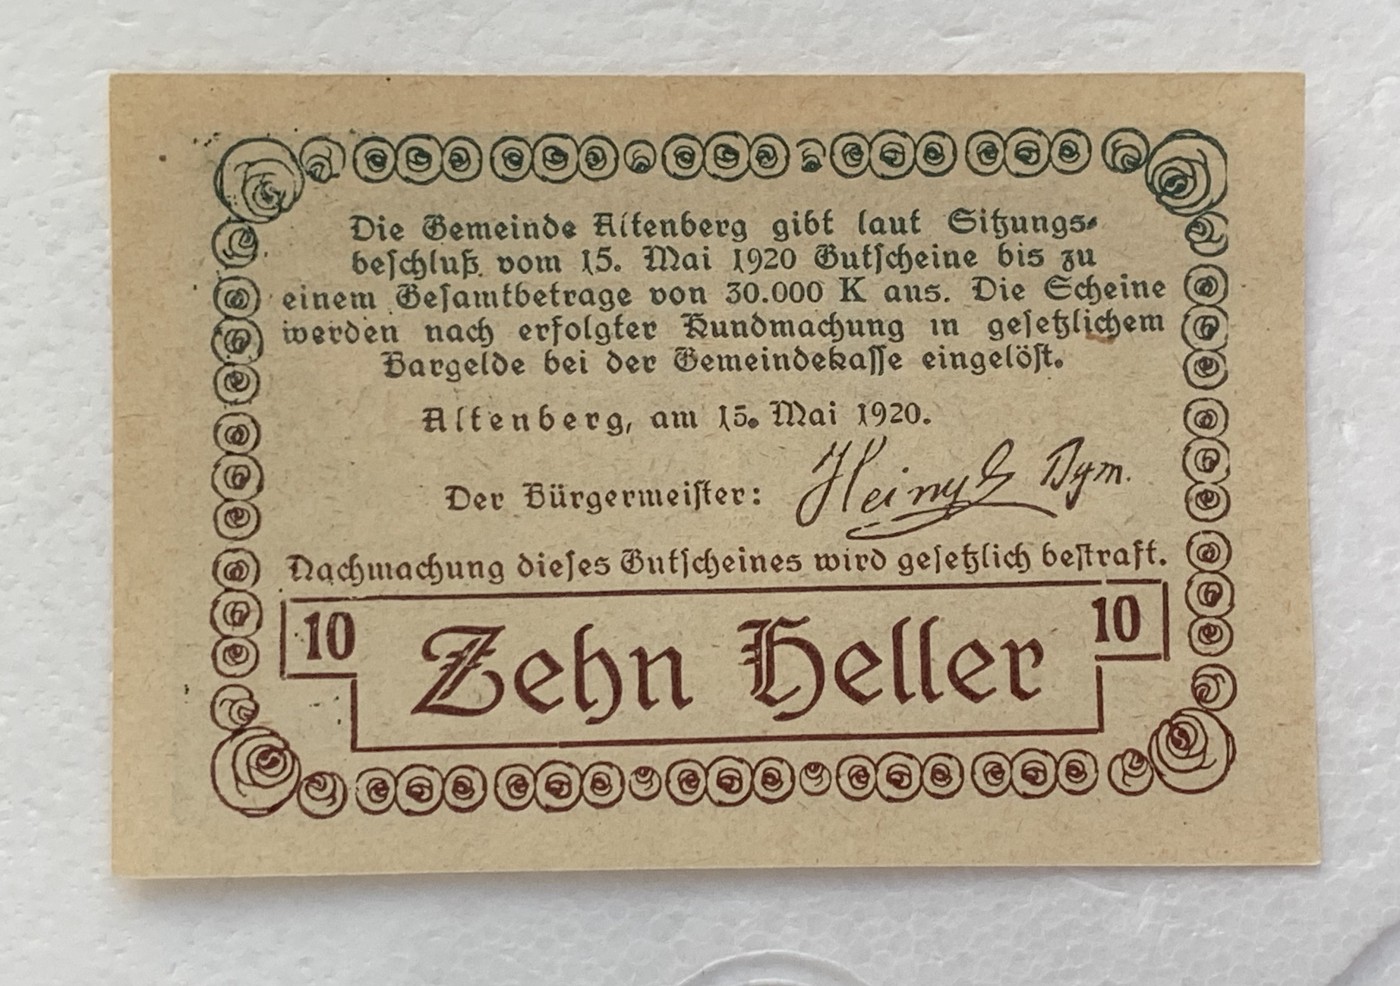 Die Gemeinde Altenberg gibt laut Sitzungs-
beschluß vom 15. Mai 1920 Gutscheine bis zu
einem Gesamtbetrage von 30.000 K aus. Die Scheine
werden nach erfolgter Kundmachung in gesetzlichem
Bargelde bei der Gemeindekasse eingelöst.
Altenberg, am 15. Mai 1920.
Der Bürgermeister:
Nachmachung dieses Gutscheines wird gesetzlich bestraft.
10 Zehn Heller 10